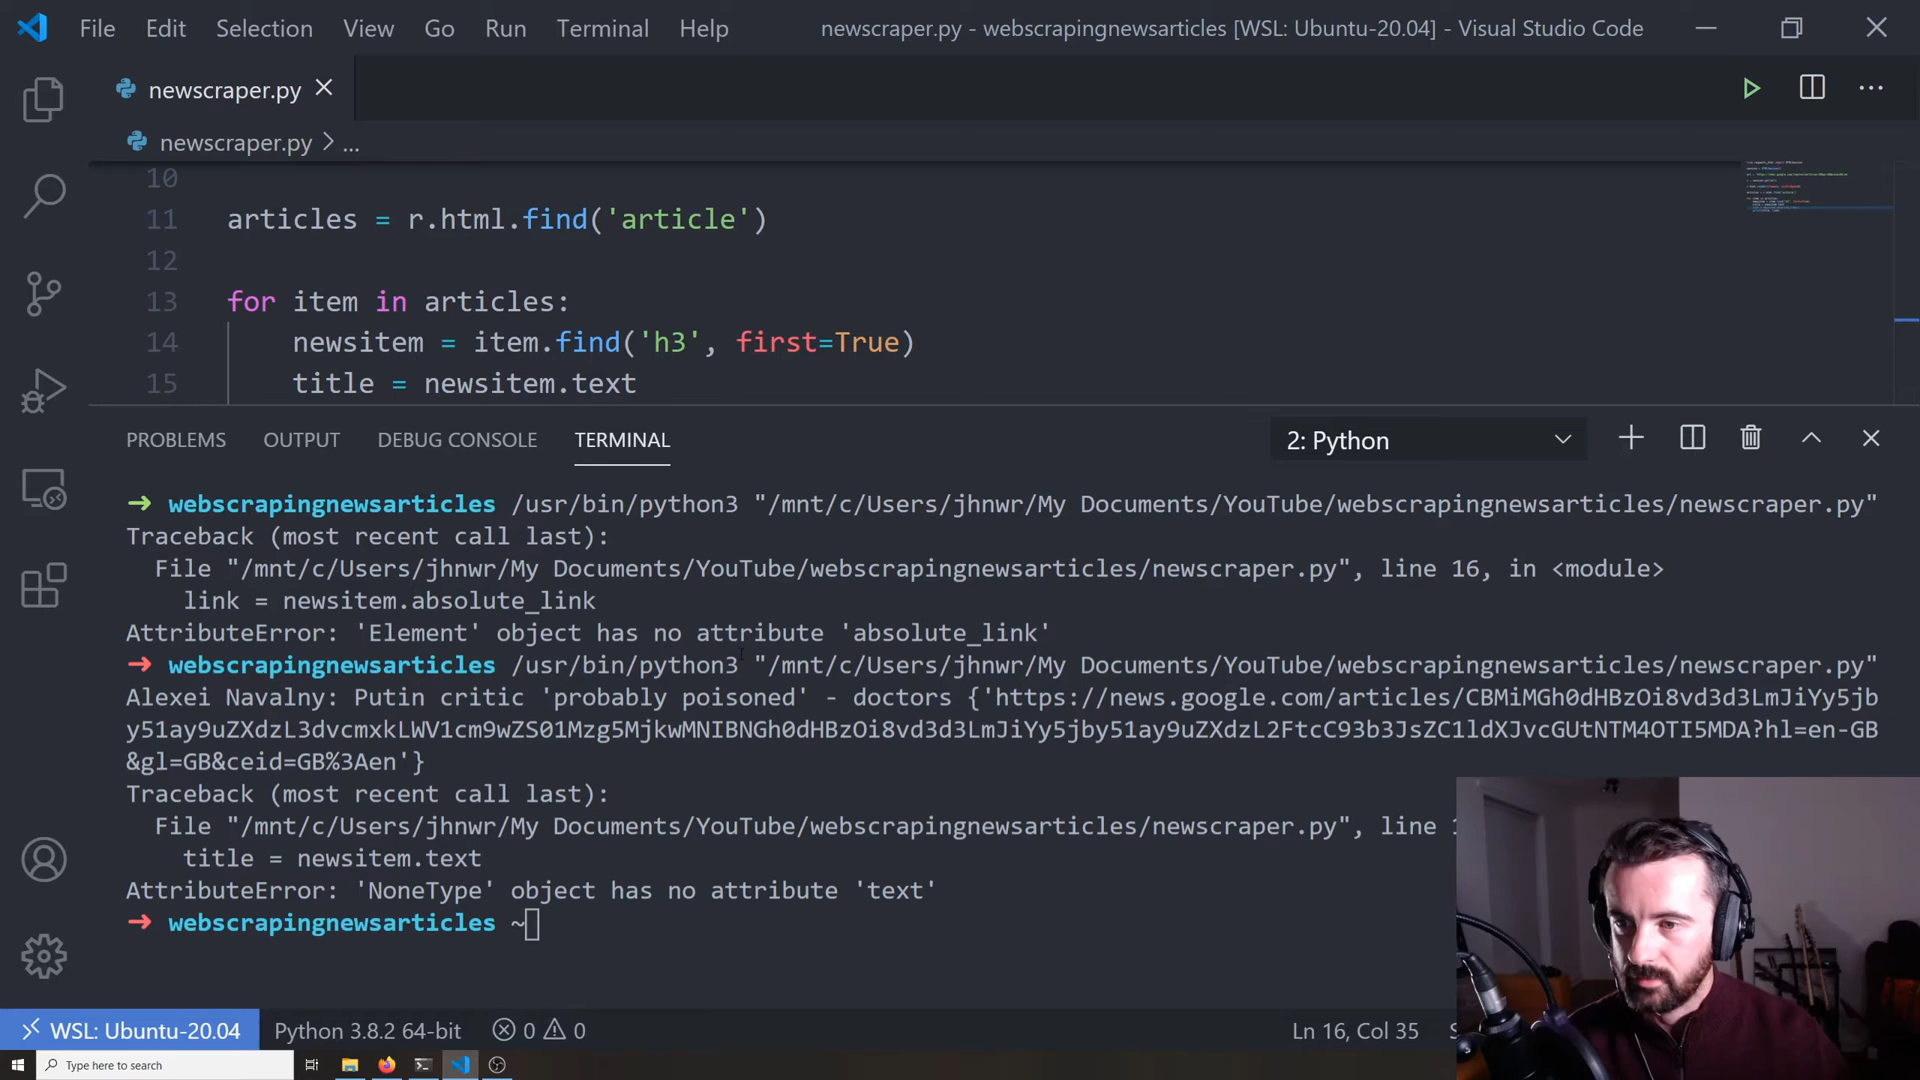 File Edit Selection View Go Run Terminal Help newscraper.py - webscrapingnewsarticles [WSL: Ubuntu-20.04] - Visual Studio Code
newscraper.py
newscraper.py > ...
10
11 articles = r.html.find('article')
12
13 for item in articles:
14 newsitem = item.find('h3', first=True)
15 title = newsitem.text
PROBLEMS OUTPUT DEBUG CONSOLE TERMINAL 2: Python
➜ webscrapingnewsarticles /usr/bin/python3 "/mnt/c/Users/jhnwr/My Documents/YouTube/webscrapingnewsarticles/newscraper.py"
Traceback (most recent call last):
File "/mnt/c/Users/jhnwr/My Documents/YouTube/webscrapingnewsarticles/newscraper.py", line 16, in <module>
link = newsitem.absolute_link
AttributeError: 'Element' object has no attribute 'absolute_link'
➜ webscrapingnewsarticles /usr/bin/python3 "/mnt/c/Users/jhnwr/My Documents/YouTube/webscrapingnewsarticles/newscraper.py"
Alexei Navalny: Putin critic 'probably poisoned' - doctors {'https://news.google.com/articles/CBMiMGh0dHBzOi8vd3d3LmJiYy5jb
y51ay9uZXdzL3dvcmxkLWV1cm9wZS01Mzg5MjkwMNIBNGh0dHBzOi8vd3d3LmJiYy5jby51ay9uZXdzL2FtcC93b3JsZC1ldXJvcGUtNTM4OTI5MDA?hl=en-GB
&gl=GB&ceid=GB%3Aen'}
Traceback (most recent call last):
File "/mnt/c/Users/jhnwr/My Documents/YouTube/webscrapingnewsarticles/newscraper.py", line
title = newsitem.text
AttributeError: 'NoneType' object has no attribute 'text'
➜ webscrapingnewsarticles ~
WSL: Ubuntu-20.04 Python 3.8.2 64-bit 0 0 Ln 16, Col 35
Type here to search